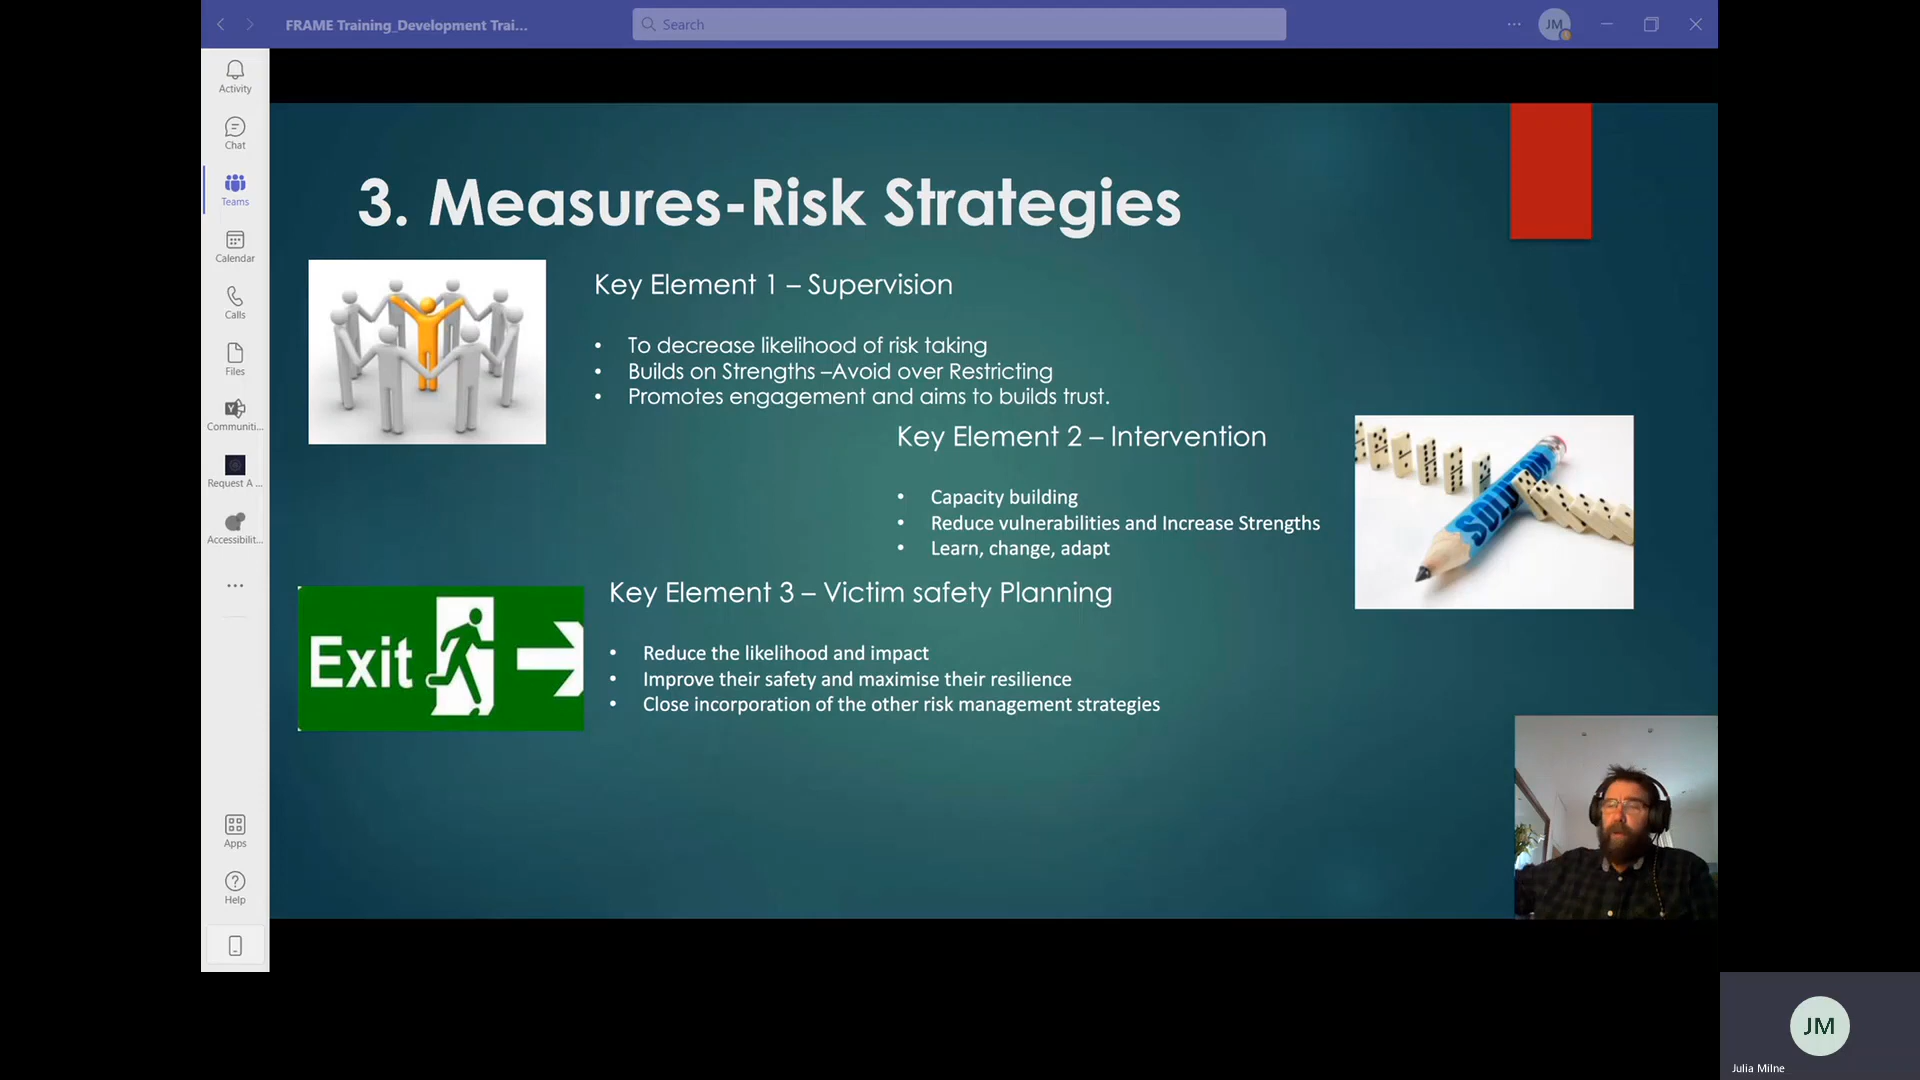 FRAME Training_Development Trai...
Search
JM
Activity
Chat
Teams
Calendar
Calls
Files
Communiti...
Request A ...
Accessibilit...
Apps
Help
3. Measures-Risk Strategies
Key Element 1 – Supervision
• To decrease likelihood of risk taking
• Builds on Strengths –Avoid over Restricting
• Promotes engagement and aims to builds trust.
Key Element 2 – Intervention
• Capacity building
• Reduce vulnerabilities and Increase Strengths
• Learn, change, adapt
Exit
Key Element 3 – Victim safety Planning
• Reduce the likelihood and impact
• Improve their safety and maximise their resilience
• Close incorporation of the other risk management strategies
JM
Julia Milne